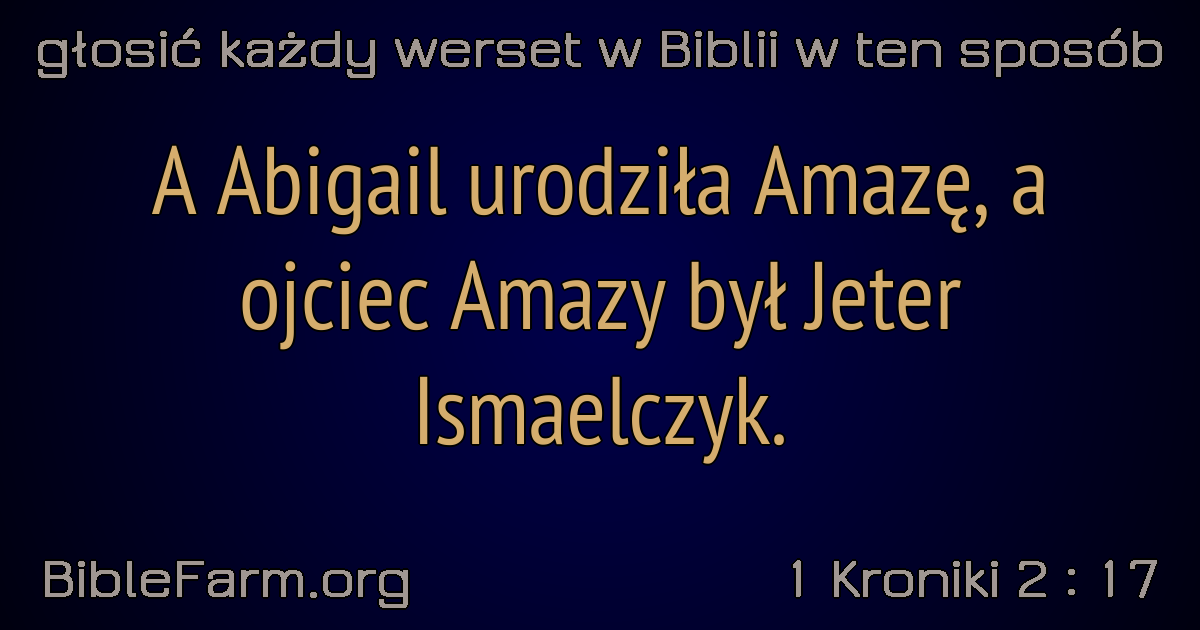 głosić każdy werset w Biblii w ten sposób
A Abigail urodziła Amazę, a
ojciec Amazy był Jeter
Ismaelczyk.
BibleFarm.org
1 Kroniki 2 : 17